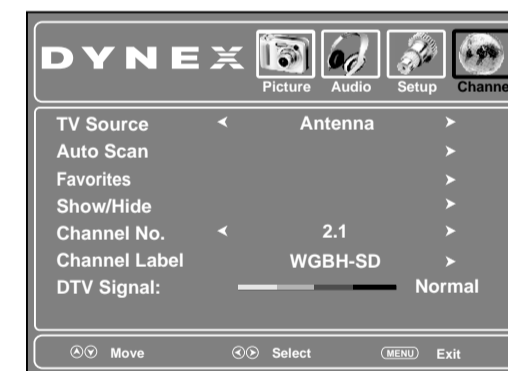 DYNEX
Picture Audio Setup Channe
TV Source Antenna
Auto Scan
Favorites
Show/Hide
Channel No. 2.1
Channel Label WGBH-SD
DTV Signal: Normal
Move Select MENU Exit